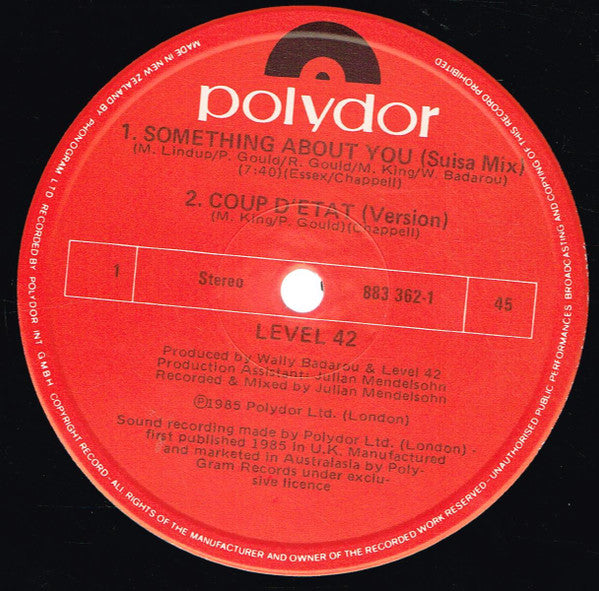 polydor
1. SOMETHING ABOUT YOU (Suisa Mix)
(M. Lindup/P. Gould/R. Gould/M. King/W. Badarou)
(7:40)(Essex/Chappell)
2. COUP D'ETAT (Version)
(M. King/P. Gould)(Chappell)
1 Stereo 883 362-1 45
LEVEL 42
Produced by Wally Badarou & Level 42
Production Assistant: Julian Mendelsohn
Recorded & Mixed by Julian Mendelsohn
℗1985 Polydor Ltd. (London)
Sound recording made by Polydor Ltd. (London) -
first published 1985 in U.K. Manufactured
and marketed in Australasia by Poly-
Gram Records under exclu-
sive licence
MADE IN NEW ZEALAND BY PHONOGRAM LTD RECORDED BY POLYDOR INT. GMBH COPYRIGHT RECORD - ALL RIGHTS OF THE MANUFACTURER AND OWNER OF THE RECORDED WORK RESERVED - UNAUTHORISED PUBLIC PERFORMANCES BROADCASTING AND COPYING OF THIS RECORD PROHIBITED